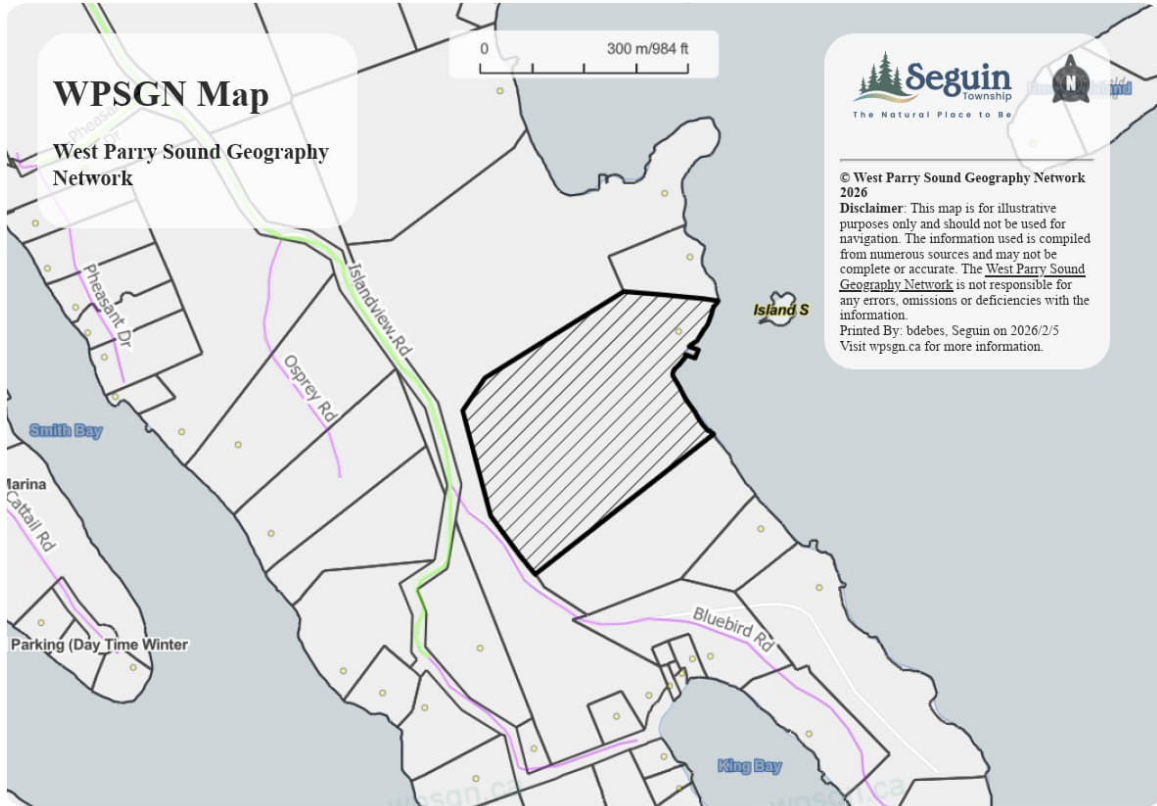 WPSGN Map
West Parry Sound Geography
Network
0 300 m/984 ft
Seguin
Township
The Natural Place to Be
N
© West Parry Sound Geography Network
2026
Disclaimer: This map is for illustrative
purposes only and should not be used for
navigation. The information used is compiled
from numerous sources and may not be
complete or accurate. The West Parry Sound
Geography Network is not responsible for
any errors, omissions or deficiencies with the
information.
Printed By: bdebes, Seguin on 2026/2/5
Visit wpsgn.ca for more information.
Pheasant Dr
Islandview Rd
Osprey Rd
Island S
Smith Bay
Cattail Rd
Parking (Day Time Winter
Bluebird Rd
King Bay
wpsgn.ca
wpsgn.ca